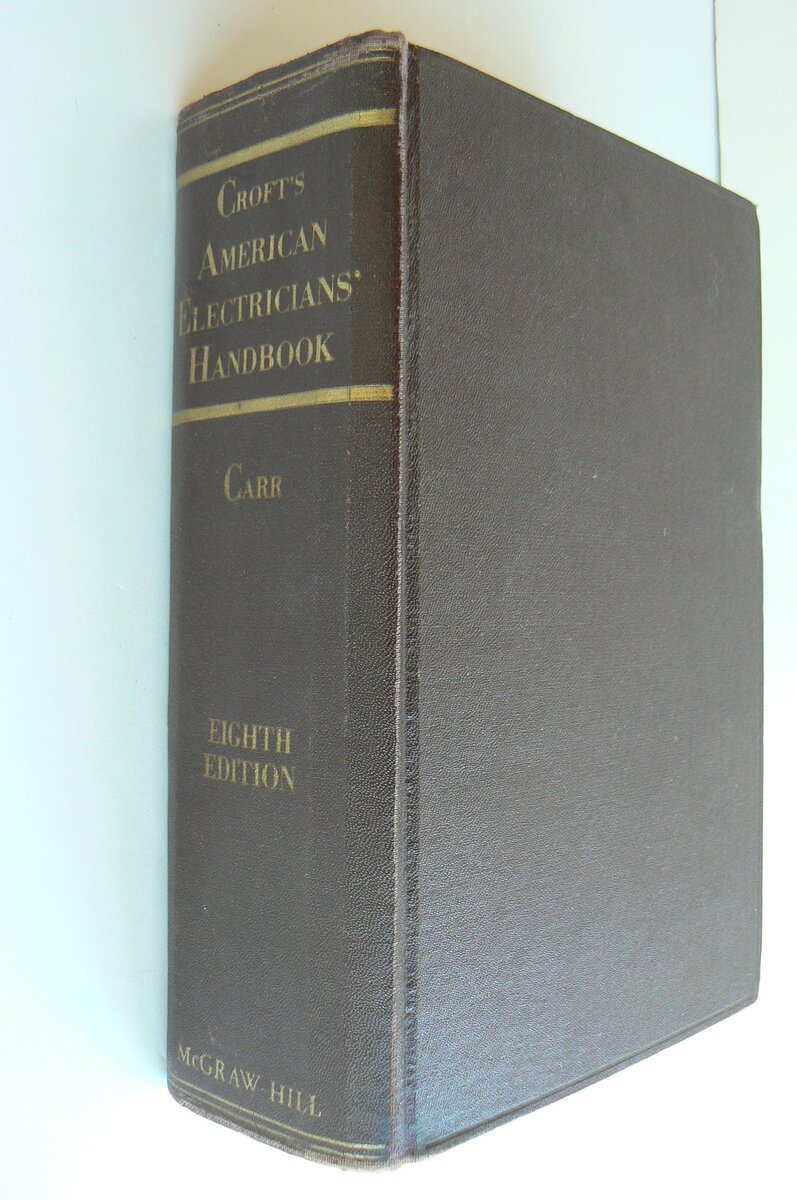 CROFT'S
AMERICAN
ELECTRICIANS'
HANDBOOK
CARR
EIGHTH
EDITION
McGRAW-HILL